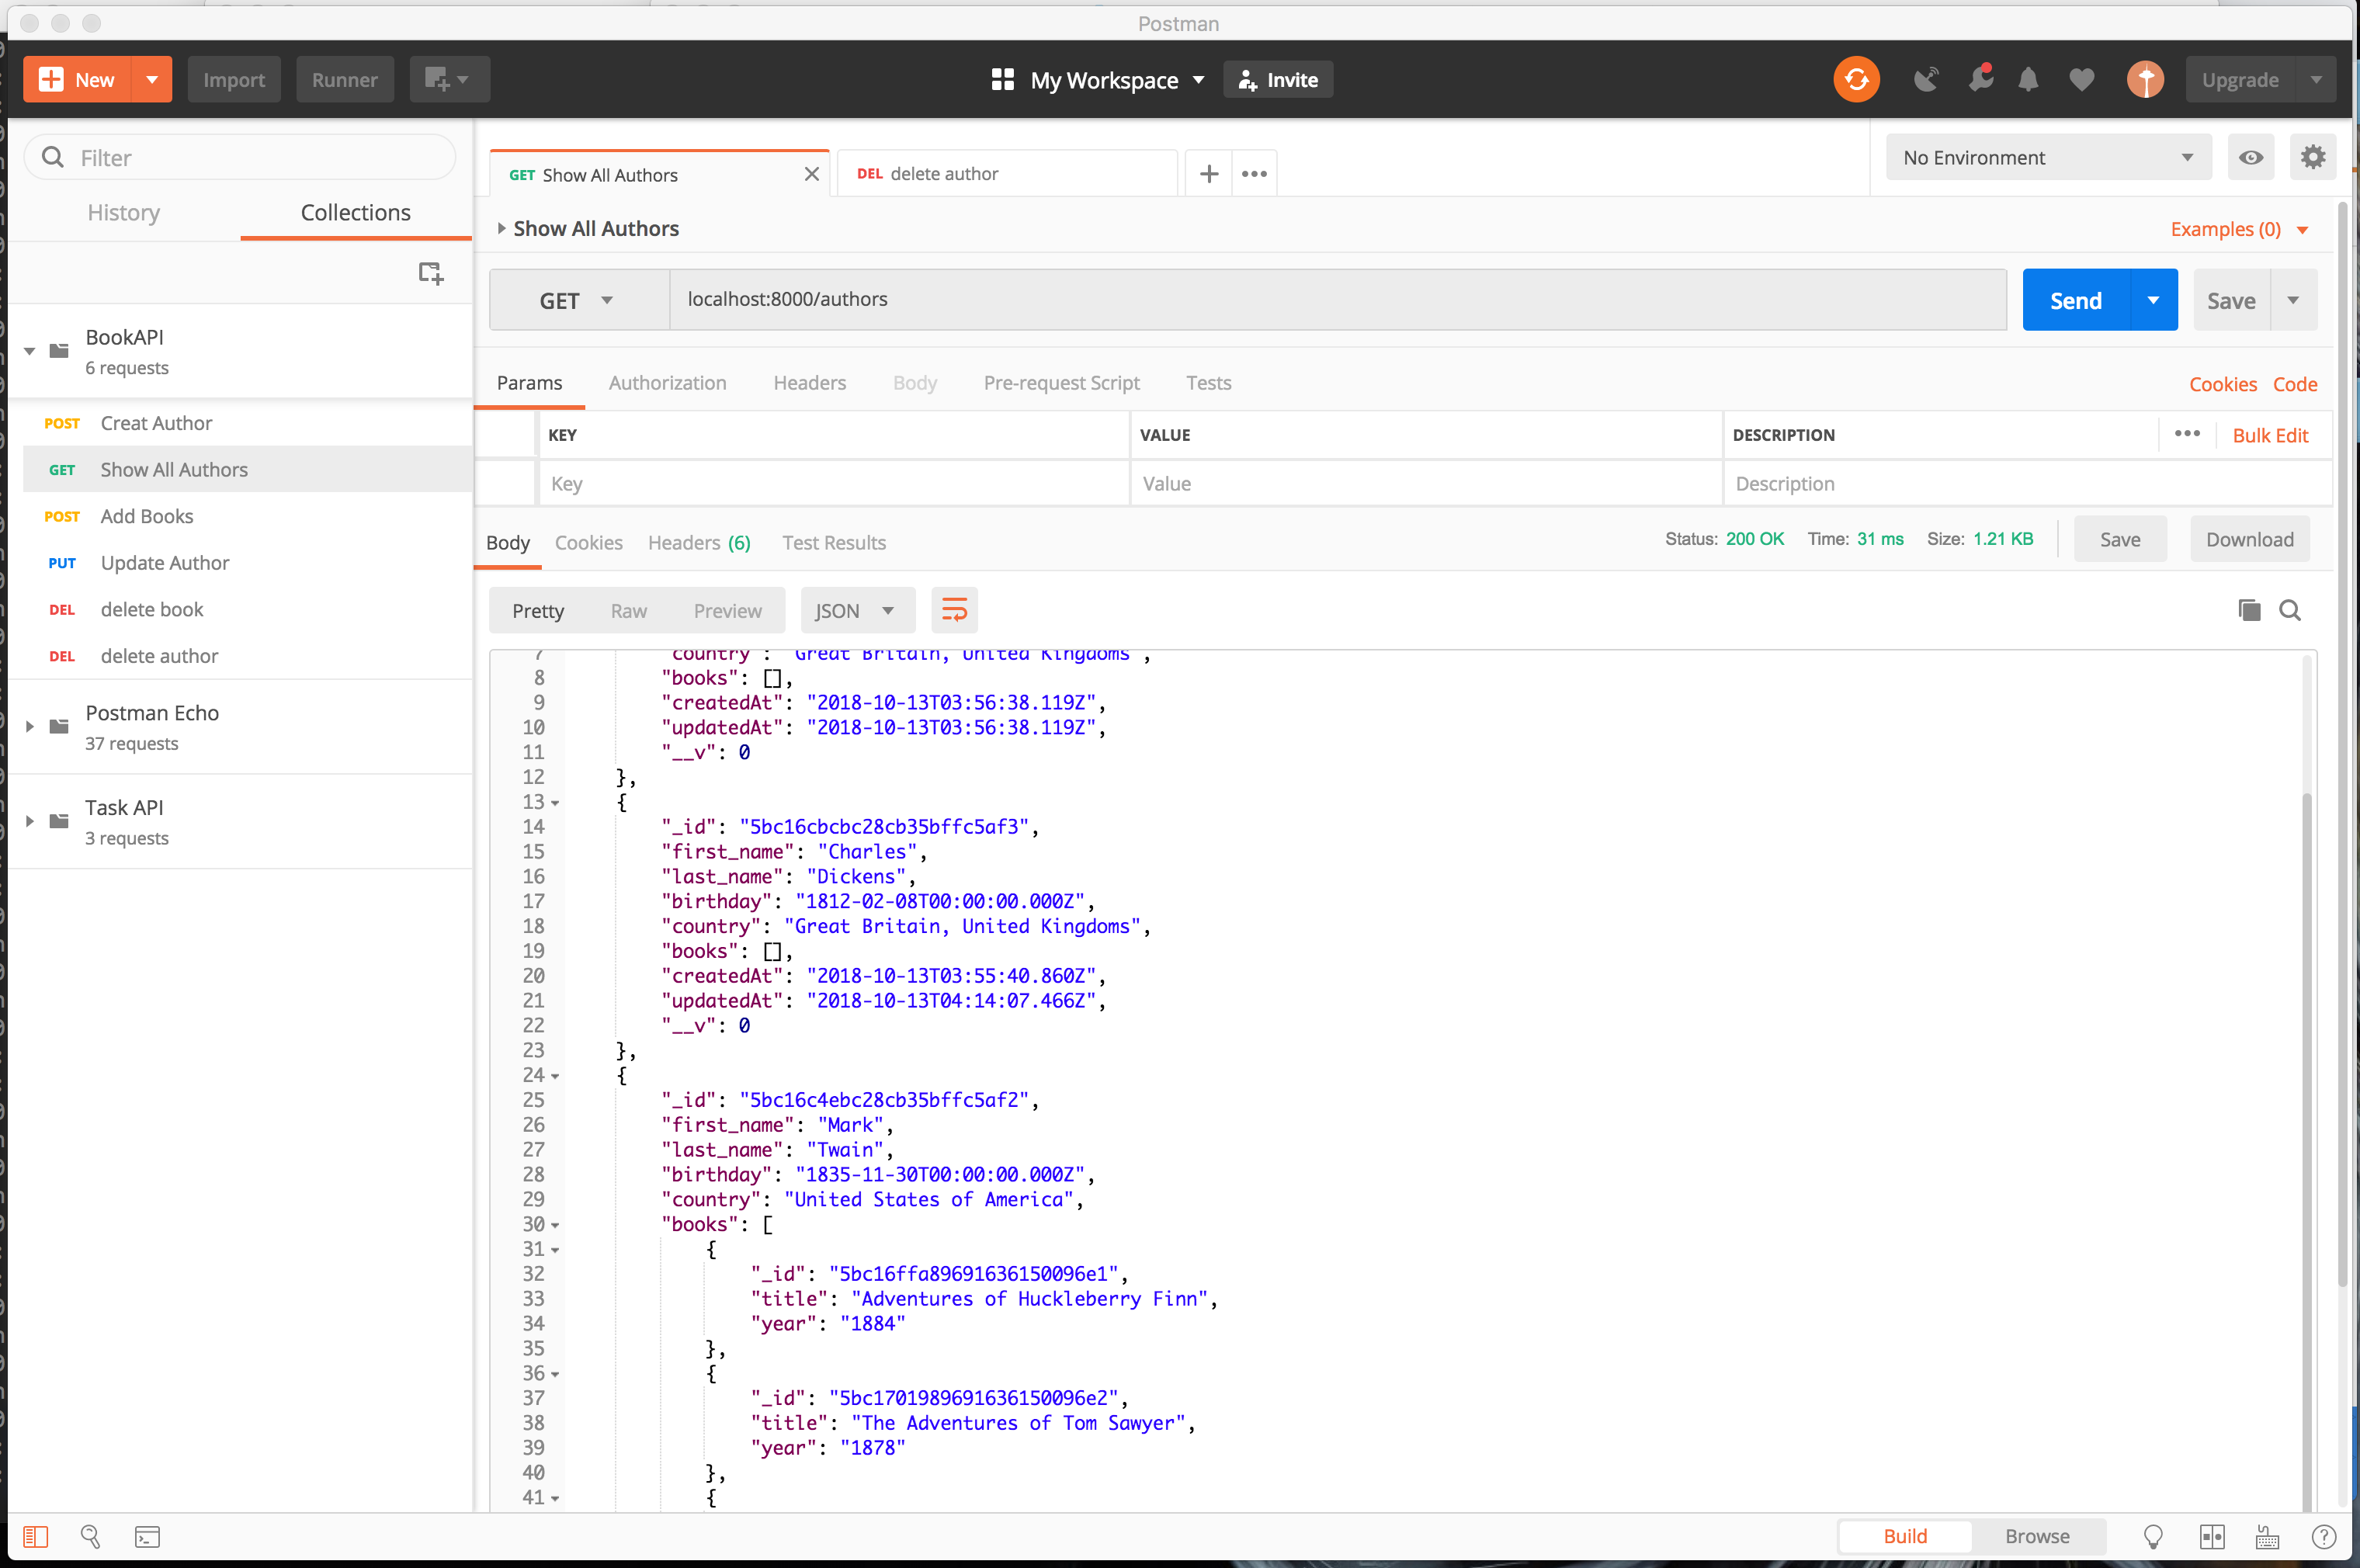 Postman
New Import Runner My Workspace Invite Upgrade
Filter
History Collections
BookAPI
6 requests
POST Creat Author
GET Show All Authors
POST Add Books
PUT Update Author
DEL delete book
DEL delete author
Postman Echo
37 requests
Task API
3 requests
GET Show All Authors DEL delete author
No Environment
Show All Authors
Examples (0)
GET localhost:8000/authors Send Save
Params Authorization Headers Body Pre-request Script Tests Cookies Code
KEY VALUE DESCRIPTION Bulk Edit
Key Value Description
Body Cookies Headers (6) Test Results Status: 200 OK Time: 31 ms Size: 1.21 KB Save Download
Pretty Raw Preview JSON
7 "country": "Great Britain, United Kingdoms",
8 "books": [],
9 "createdAt": "2018-10-13T03:56:38.119Z",
10 "updatedAt": "2018-10-13T03:56:38.119Z",
11 "__v": 0
12 },
13 {
14 "_id": "5bc16cbcbc28cb35bffc5af3",
15 "first_name": "Charles",
16 "last_name": "Dickens",
17 "birthday": "1812-02-08T00:00:00.000Z",
18 "country": "Great Britain, United Kingdoms",
19 "books": [],
20 "createdAt": "2018-10-13T03:55:40.860Z",
21 "updatedAt": "2018-10-13T04:14:07.466Z",
22 "__v": 0
23 },
24 {
25 "_id": "5bc16c4ebc28cb35bffc5af2",
26 "first_name": "Mark",
27 "last_name": "Twain",
28 "birthday": "1835-11-30T00:00:00.000Z",
29 "country": "United States of America",
30 "books": [
31 {
32 "_id": "5bc16ffa89691636150096e1",
33 "title": "Adventures of Huckleberry Finn",
34 "year": "1884"
35 },
36 {
37 "_id": "5bc1701989691636150096e2",
38 "title": "The Adventures of Tom Sawyer",
39 "year": "1878"
40 },
41 {
Build Browse